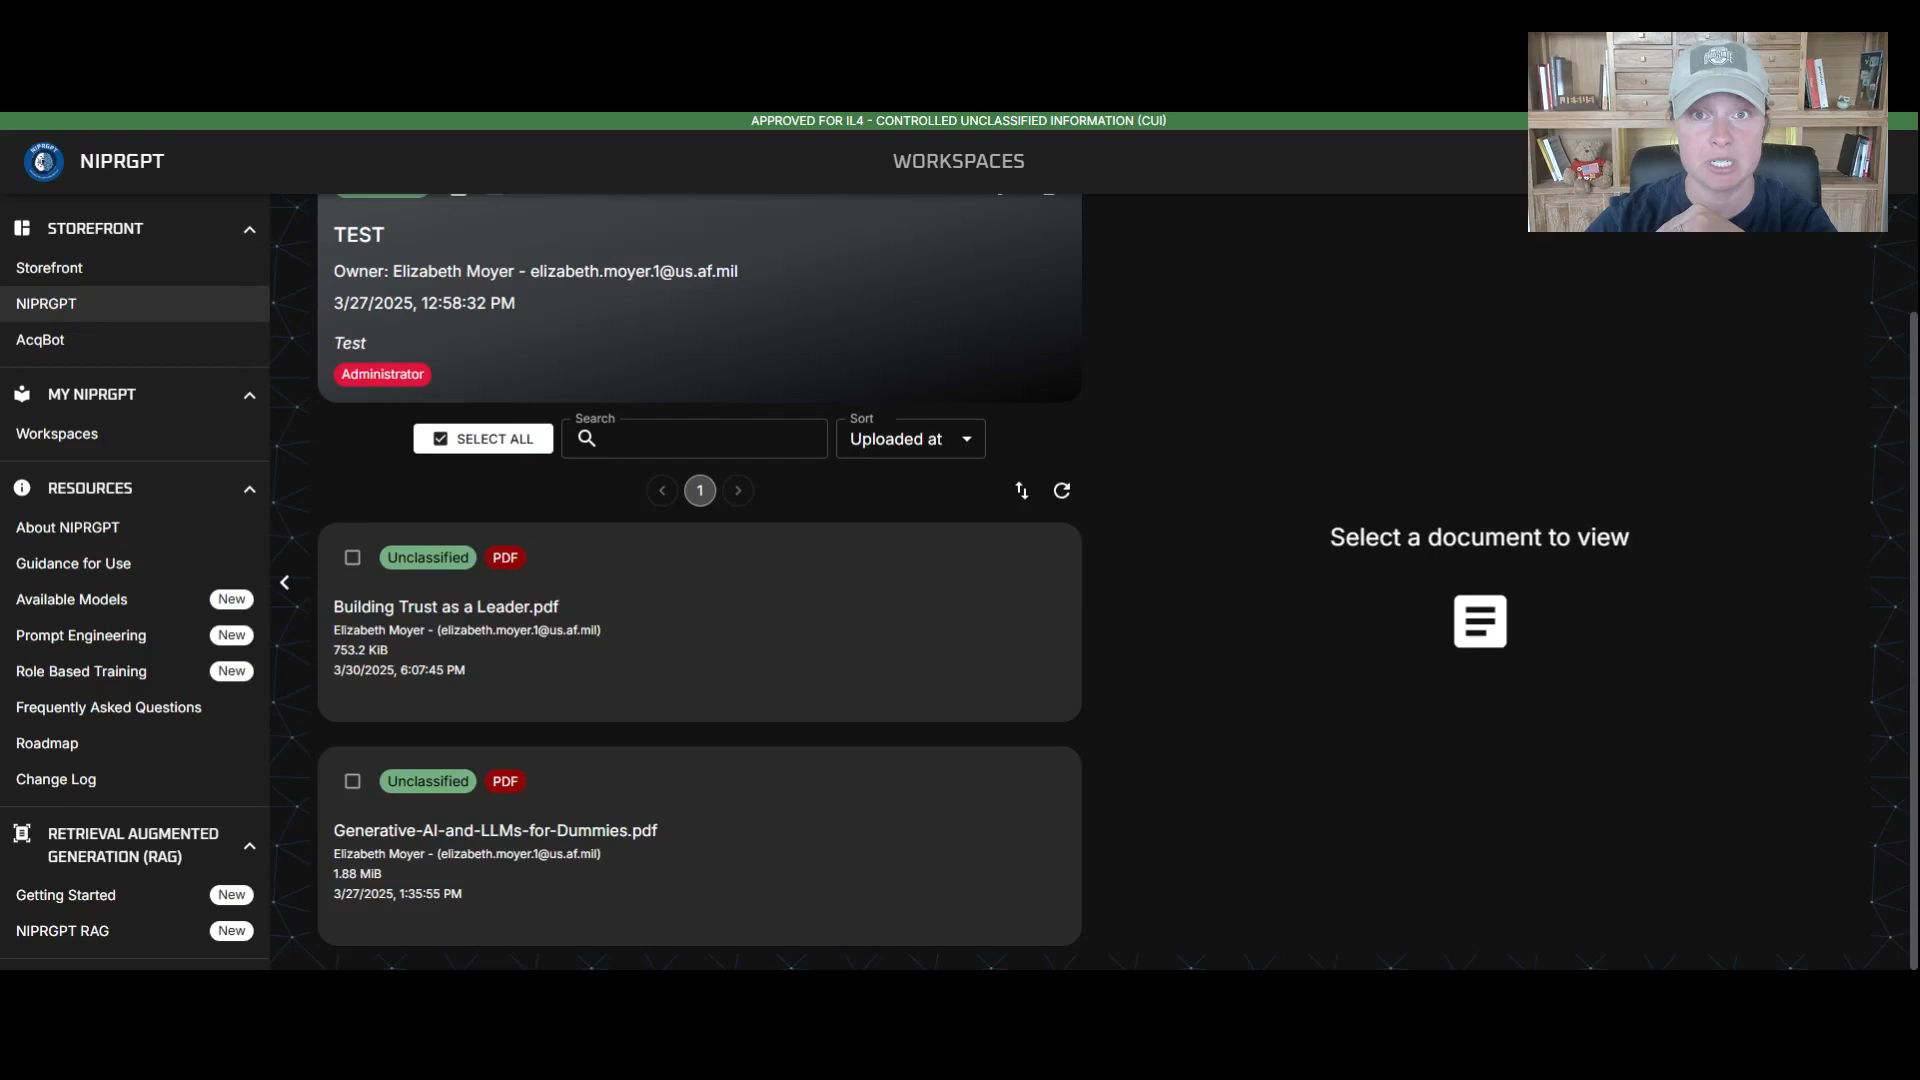 APPROVED FOR IL4 - CONTROLLED UNCLASSIFIED INFORMATION (CUI)
NIPRGPT
NIPRGPT
WORKSPACES
JESUS
STOREFRONT
Storefront
NIPRGPT
AcqBot
MY NIPRGPT
Workspaces
RESOURCES
About NIPRGPT
Guidance for Use
Available Models New
Prompt Engineering New
Role Based Training New
Frequently Asked Questions
Roadmap
Change Log
RETRIEVAL AUGMENTED
GENERATION (RAG)
Getting Started New
NIPRGPT RAG New
TEST
Owner: Elizabeth Moyer - elizabeth.moyer.1@us.af.mil
3/27/2025, 12:58:32 PM
Test
Administrator
SELECT ALL
Search
Sort
Uploaded at
1
Unclassified PDF
Building Trust as a Leader.pdf
Elizabeth Moyer - (elizabeth.moyer.1@us.af.mil)
753.2 KiB
3/30/2025, 6:07:45 PM
Unclassified PDF
Generative-AI-and-LLMs-for-Dummies.pdf
Elizabeth Moyer - (elizabeth.moyer.1@us.af.mil)
1.88 MiB
3/27/2025, 1:35:55 PM
Select a document to view